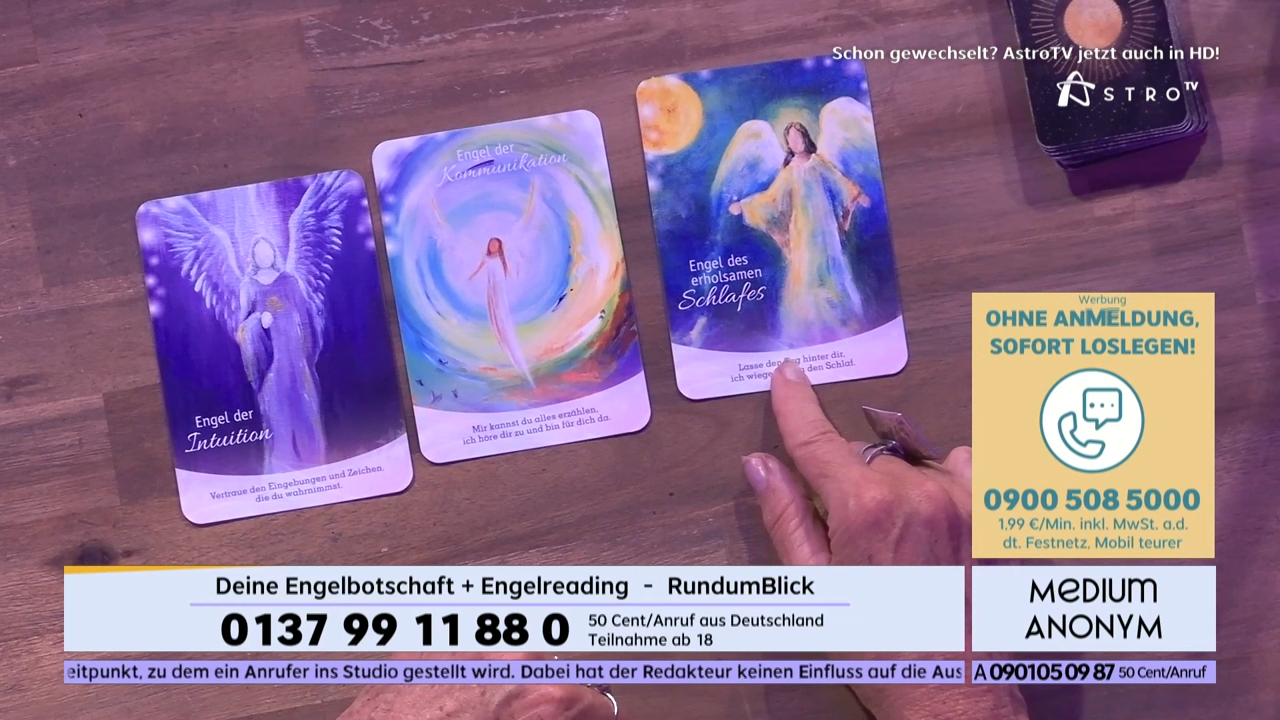 Schon gewechselt? AstroTV jetzt auch in HD!
ASTRO TV
Engel der
Kommunikation
Engel des
erholsamen
Schlafes
Engel der
Intuition
Lasse den hinter dir,
ich wiege den Schlaf.
Mir kannst du alles erzählen,
ich höre dir zu und bin für dich da.
Vertraue den Eingebungen und Zeichen,
die du wahrnimmst.
Werbung
OHNE ANMELDUNG,
SOFORT LOSLEGEN!
0900 508 5000
1,99 €/Min. inkl. MwSt. a.d.
dt. Festnetz, Mobil teurer
Deine Engelbotschaft + Engelreading - RundumBlick
0137 99 11 88 0
50 Cent/Anruf aus Deutschland
Teilnahme ab 18
MEDIUM
ANONYM
eitpunkt, zu dem ein Anrufer ins Studio gestellt wird. Dabei hat der Redakteur keinen Einfluss auf die Aus
A 090105 09 87 50 Cent/Anruf